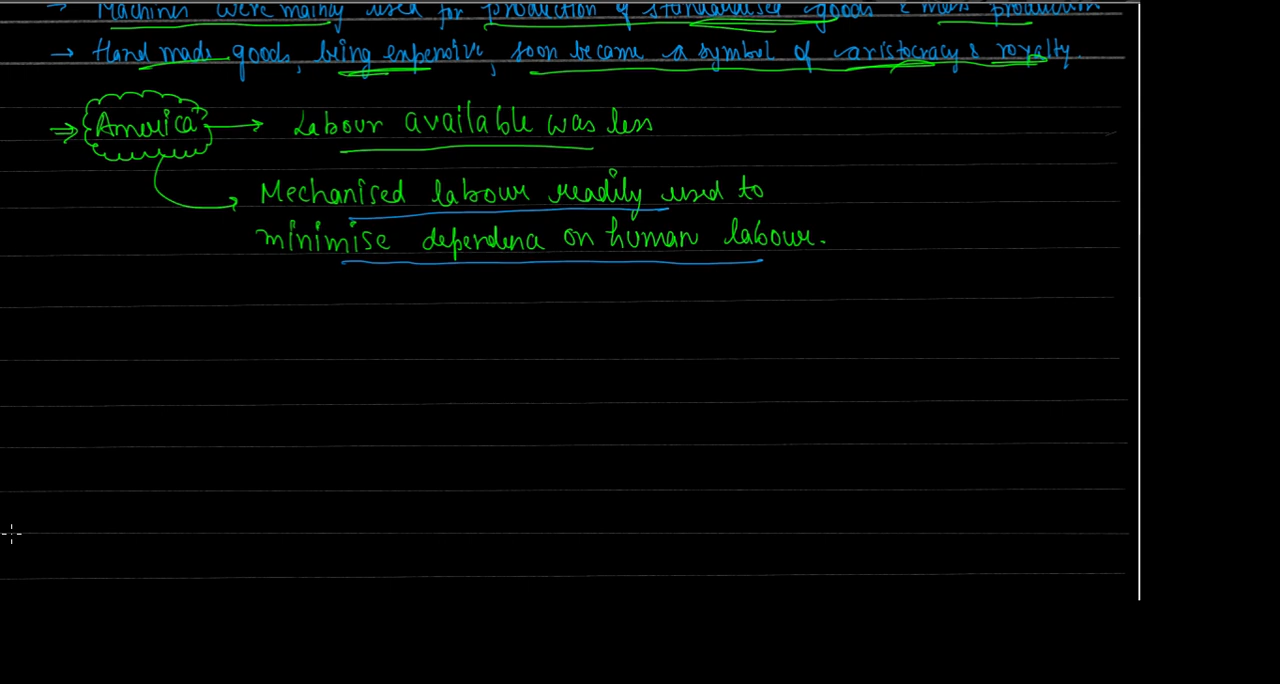 → Machines were mainly used for production of standardised goods & mass production
→ Hand made goods, being expensive, soon became a symbol of aristocracy & royalty.
⇒ America → Labour available was less
→ Mechanised labour readily used to
minimise dependence on human labour.